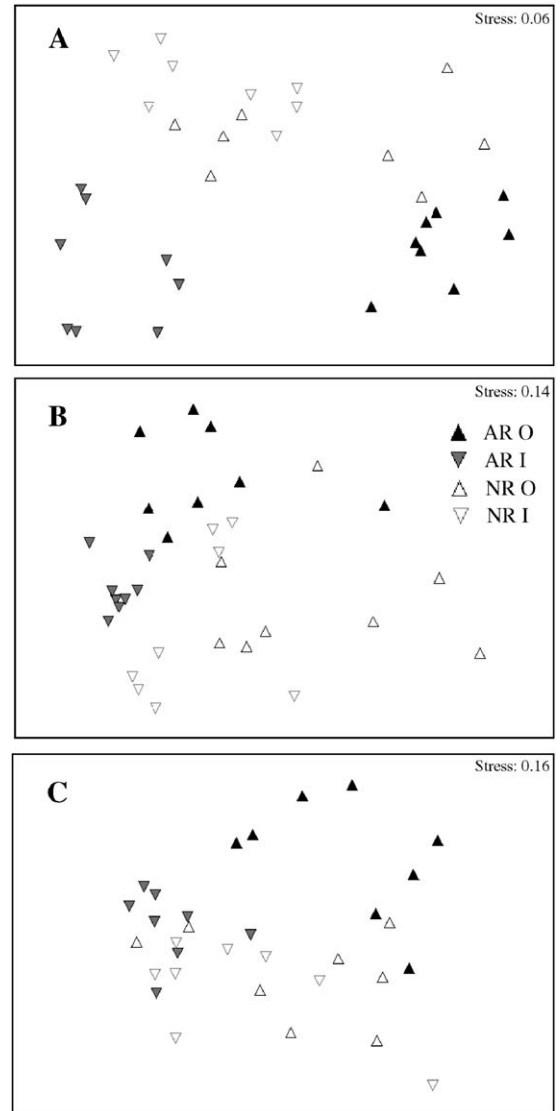 Stress: 0.06
A
Stress: 0.14
B
AR O
AR I
NR O
NR I
Stress: 0.16
C